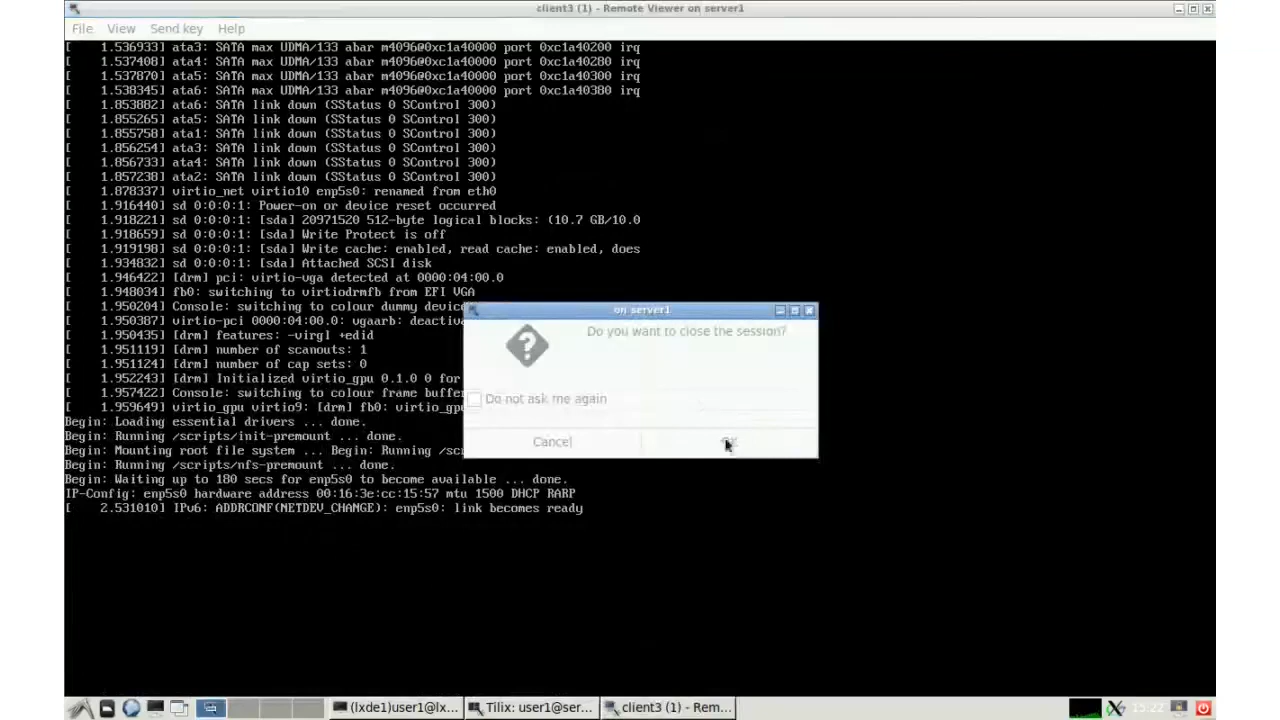 client3 (1) - Remote Viewer on server1
File View Send key Help
[ 1.536933] ata3: SATA max UDMA/133 abar m4096@0xc1a40000 port 0xc1a40200 irq
[ 1.537408] ata4: SATA max UDMA/133 abar m4096@0xc1a40000 port 0xc1a40280 irq
[ 1.537870] ata5: SATA max UDMA/133 abar m4096@0xc1a40000 port 0xc1a40300 irq
[ 1.538345] ata6: SATA max UDMA/133 abar m4096@0xc1a40000 port 0xc1a40380 irq
[ 1.853882] ata6: SATA link down (SStatus 0 SControl 300)
[ 1.855265] ata5: SATA link down (SStatus 0 SControl 300)
[ 1.855758] ata1: SATA link down (SStatus 0 SControl 300)
[ 1.856254] ata3: SATA link down (SStatus 0 SControl 300)
[ 1.856733] ata4: SATA link down (SStatus 0 SControl 300)
[ 1.857238] ata2: SATA link down (SStatus 0 SControl 300)
[ 1.878337] virtio_net virtio10 enp5s0: renamed from eth0
[ 1.916440] sd 0:0:0:1: Power-on or device reset occurred
[ 1.918221] sd 0:0:0:1: [sda] 20971520 512-byte logical blocks: (10.7 GB/10.0
[ 1.918659] sd 0:0:0:1: [sda] Write Protect is off
[ 1.919198] sd 0:0:0:1: [sda] Write cache: enabled, read cache: enabled, does
[ 1.934832] sd 0:0:0:1: [sda] Attached SCSI disk
[ 1.946422] [drm] pci: virtio-vga detected at 0000:04:00.0
[ 1.948034] fb0: switching to virtiodrmfb from EFI VGA
[ 1.950204] Console: switching to colour dummy device
[ 1.950387] virtio-pci 0000:04:00.0: vgaarb: deactiva
[ 1.950435] [drm] features: -virgl +edid
[ 1.951119] [drm] number of scanouts: 1
[ 1.951124] [drm] number of cap sets: 0
[ 1.952243] [drm] Initialized virtio_gpu 0.1.0 0 for
[ 1.957422] Console: switching to colour frame buffe
[ 1.959649] virtio_gpu virtio9: [drm] fb0: virtio_gpu
Begin: Loading essential drivers ... done.
Begin: Running /scripts/init-premount ... done.
Begin: Mounting root file system ... Begin: Running /sc
Begin: Running /scripts/nfs-premount ... done.
Begin: Waiting up to 180 secs for enp5s0 to become available ... done.
IP-Config: enp5s0 hardware address 00:16:3e:cc:15:57 mtu 1500 DHCP RARP
[ 2.531010] IPv6: ADDRCONF(NETDEV_CHANGE): enp5s0: link becomes ready
on server1
Do you want to close the session?
Do not ask me again
Cancel
(lxde1)user1@lx... Tilix: user1@ser... client3 (1) - Rem... 15:22